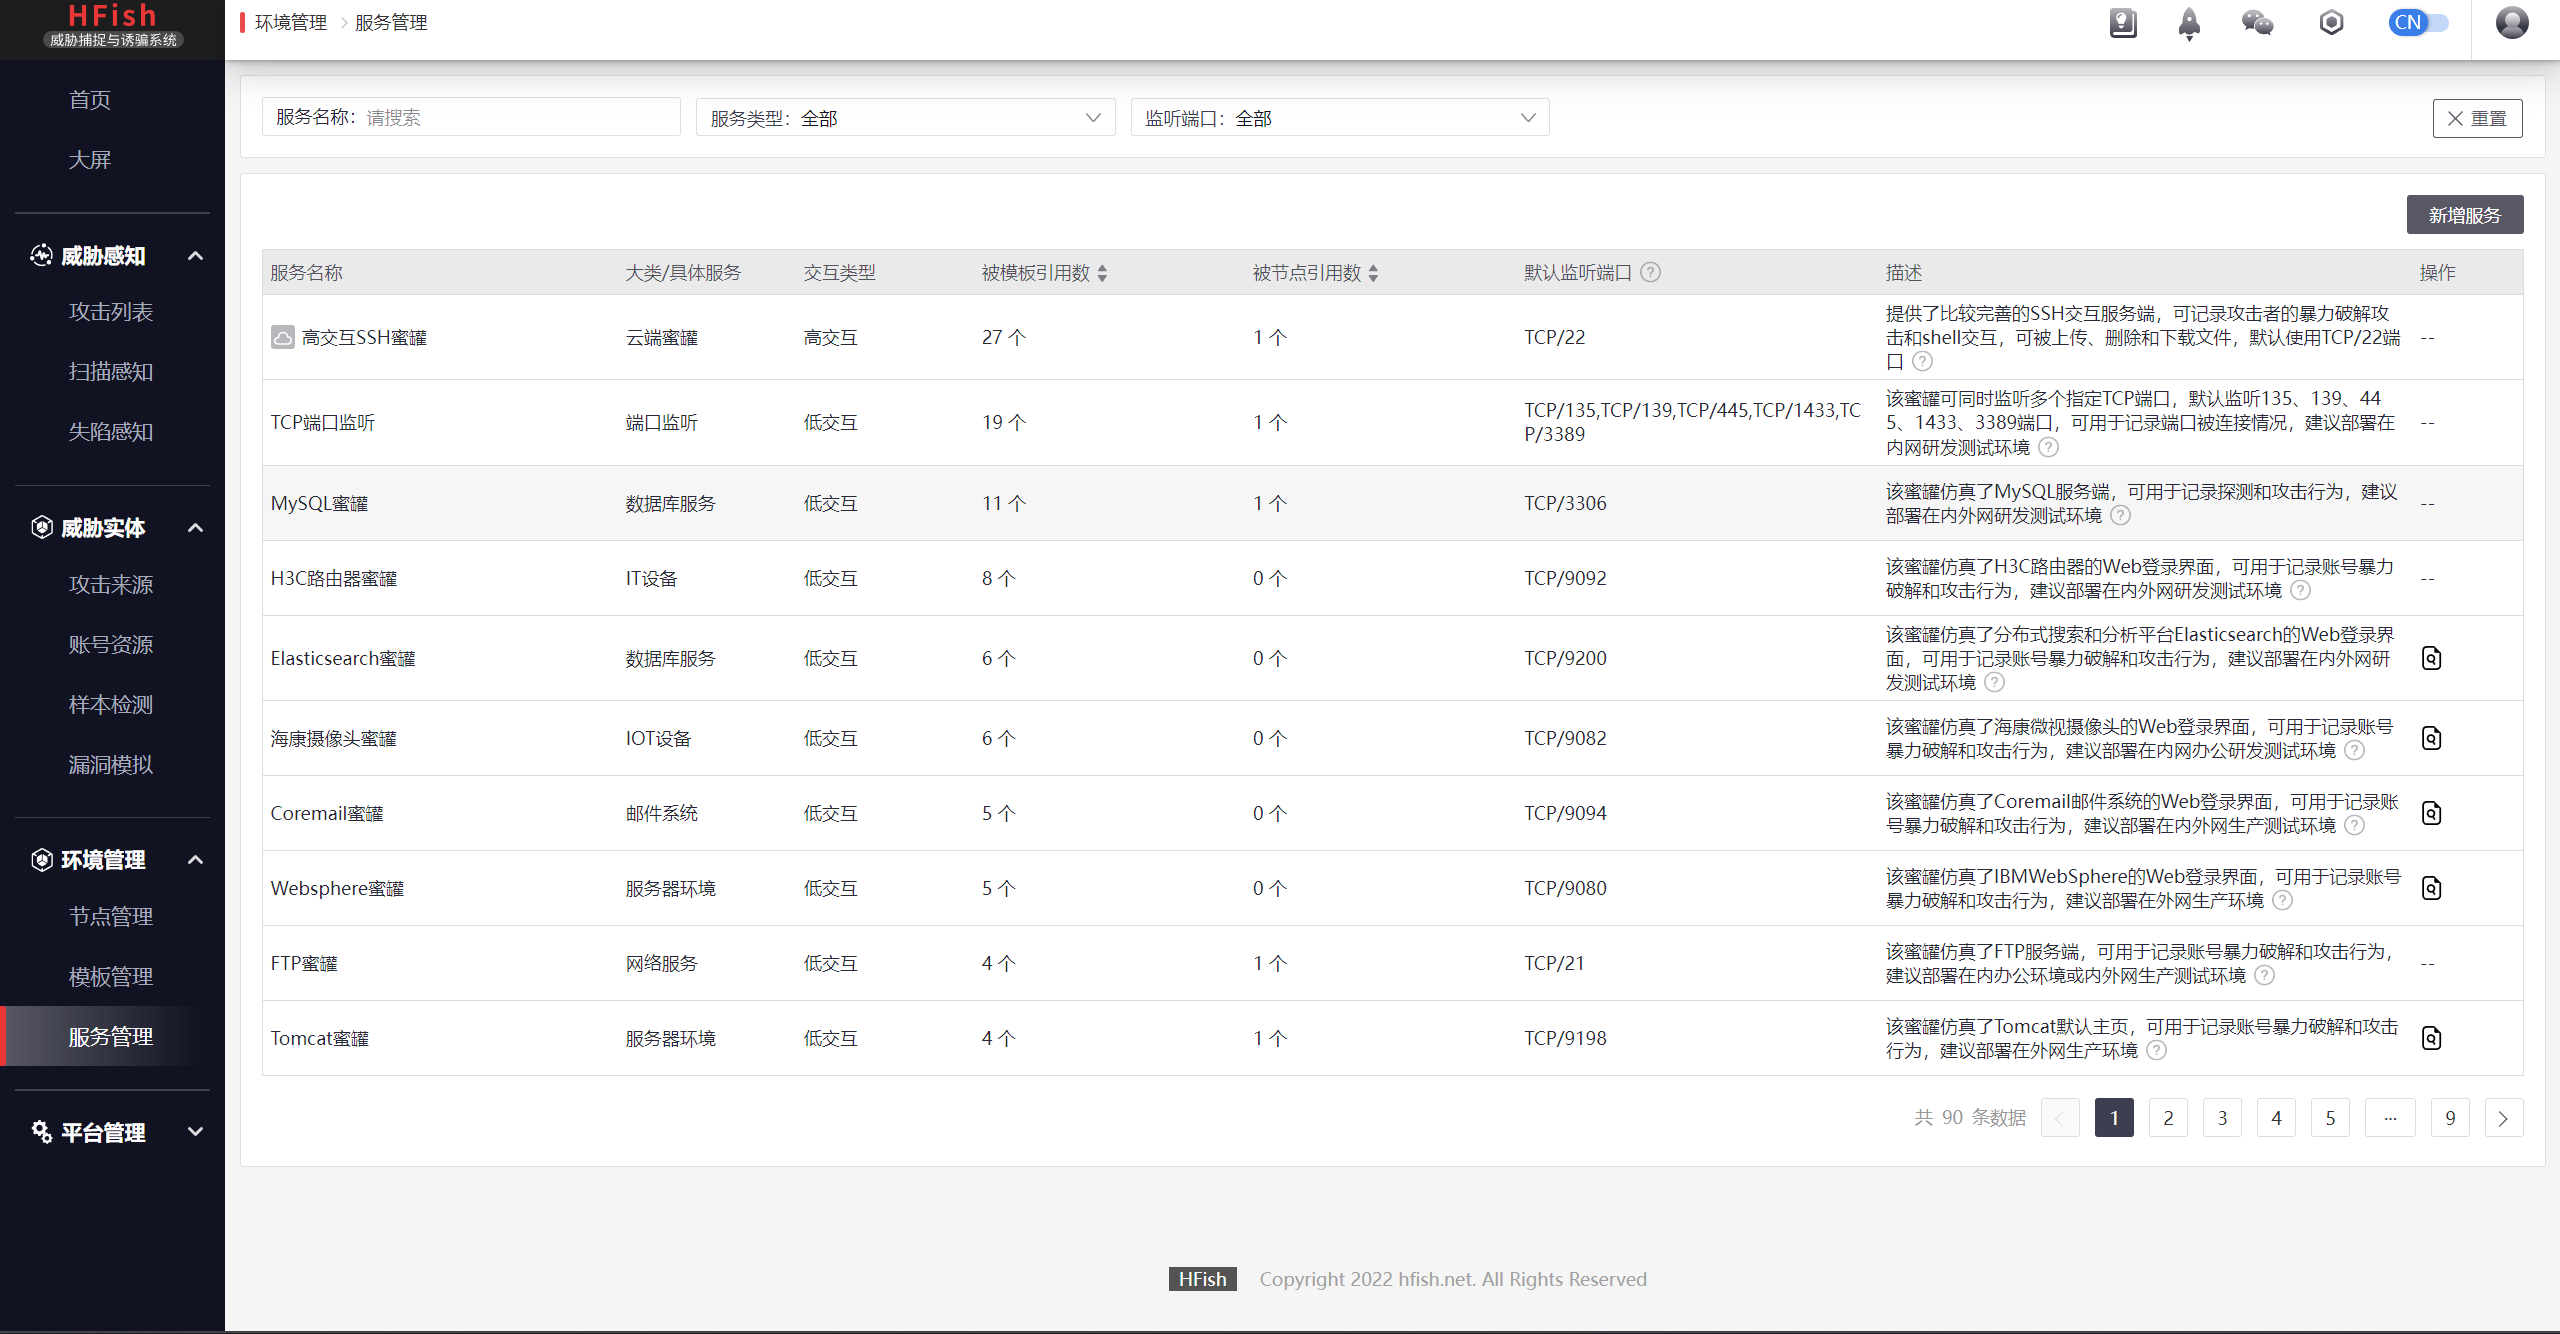 HFish
威胁捕捉与诱骗系统
首页
大屏
威胁感知
攻击列表
扫描感知
失陷感知
威胁实体
攻击来源
账号资源
样本检测
漏洞模拟
环境管理
节点管理
模板管理
服务管理
平台管理
环境管理 > 服务管理
CN
服务名称: 请搜索
服务类型: 全部
监听端口: 全部
重置
新增服务
服务名称 大类/具体服务 交互类型 被模板引用数 被节点引用数 默认监听端口 描述 操作
高交互SSH蜜罐 云端蜜罐 高交互 27 个 1 个 TCP/22
提供了比较完善的SSH交互服务端，可记录攻击者的暴力破解攻
击和shell交互，可被上传、删除和下载文件，默认使用TCP/22端
口
--
TCP端口监听 端口监听 低交互 19 个 1 个
TCP/135,TCP/139,TCP/445,TCP/1433,TC
P/3389
该蜜罐可同时监听多个指定TCP端口，默认监听135、139、44
5、1433、3389端口，可用于记录端口被连接情况，建议部署在
内网研发测试环境
--
MySQL蜜罐 数据库服务 低交互 11 个 1 个 TCP/3306
该蜜罐仿真了MySQL服务端，可用于记录探测和攻击行为，建议
部署在内外网研发测试环境
--
H3C路由器蜜罐 IT设备 低交互 8 个 0 个 TCP/9092
该蜜罐仿真了H3C路由器的Web登录界面，可用于记录账号暴力
破解和攻击行为，建议部署在内外网研发测试环境
--
Elasticsearch蜜罐 数据库服务 低交互 6 个 0 个 TCP/9200
该蜜罐仿真了分布式搜索和分析平台Elasticsearch的Web登录界
面，可用于记录账号暴力破解和攻击行为，建议部署在内外网研
发测试环境
海康摄像头蜜罐 IOT设备 低交互 6 个 0 个 TCP/9082
该蜜罐仿真了海康微视摄像头的Web登录界面，可用于记录账号
暴力破解和攻击行为，建议部署在内网办公研发测试环境
Coremail蜜罐 邮件系统 低交互 5 个 0 个 TCP/9094
该蜜罐仿真了Coremail邮件系统的Web登录界面，可用于记录账
号暴力破解和攻击行为，建议部署在内外网生产测试环境
Websphere蜜罐 服务器环境 低交互 5 个 0 个 TCP/9080
该蜜罐仿真了IBMWebSphere的Web登录界面，可用于记录账号
暴力破解和攻击行为，建议部署在外网生产环境
FTP蜜罐 网络服务 低交互 4 个 1 个 TCP/21
该蜜罐仿真了FTP服务端，可用于记录账号暴力破解和攻击行为，
建议部署在内办公环境或内外网生产测试环境
--
Tomcat蜜罐 服务器环境 低交互 4 个 1 个 TCP/9198
该蜜罐仿真了Tomcat默认主页，可用于记录账号暴力破解和攻击
行为，建议部署在外网生产环境
共 90 条数据 < 1 2 3 4 5 ··· 9 >
HFish Copyright 2022 hfish.net. All Rights Reserved